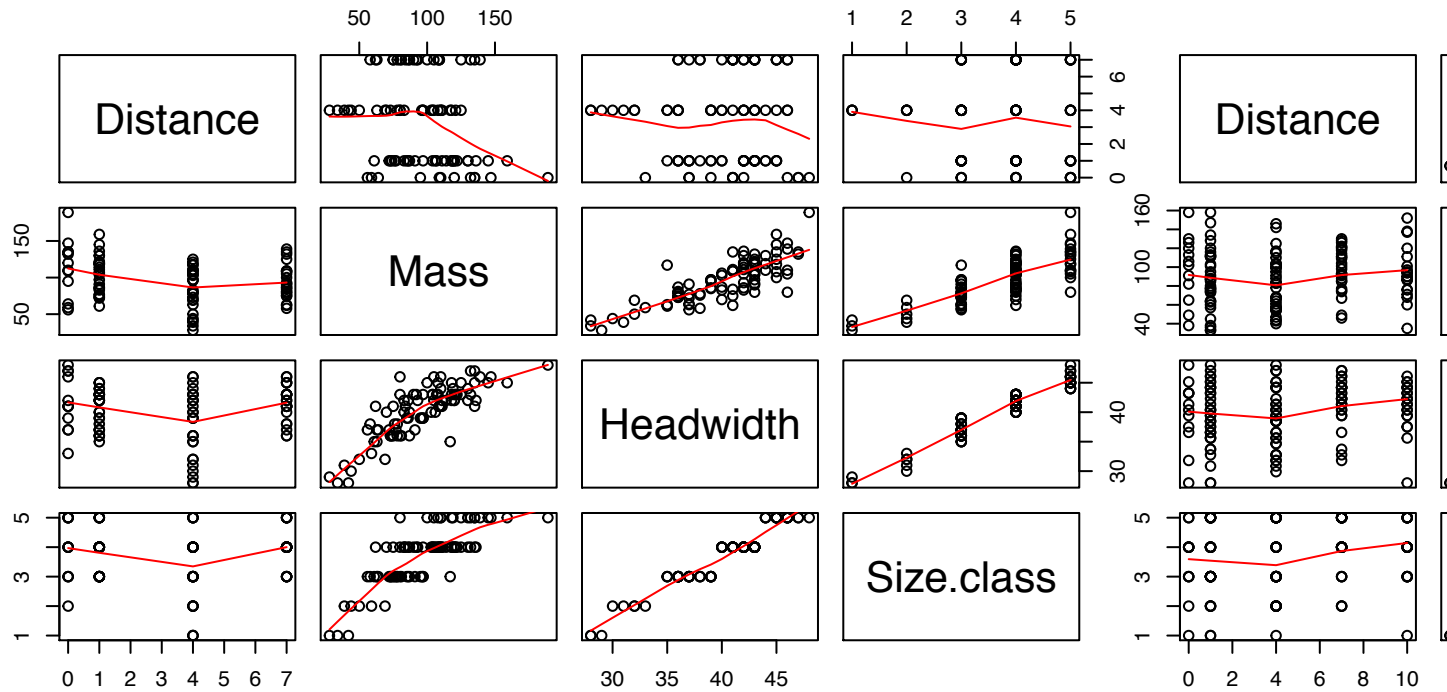 50 100 150 1 2 3 4 5
Distance 0 2 4 6 Distance
50 150 Mass 40 100 160
Headwidth 30 40
1 3 5 Size.class 1 3 5
0 1 2 3 4 5 6 7 30 35 40 45 0 2 4 6 8 10